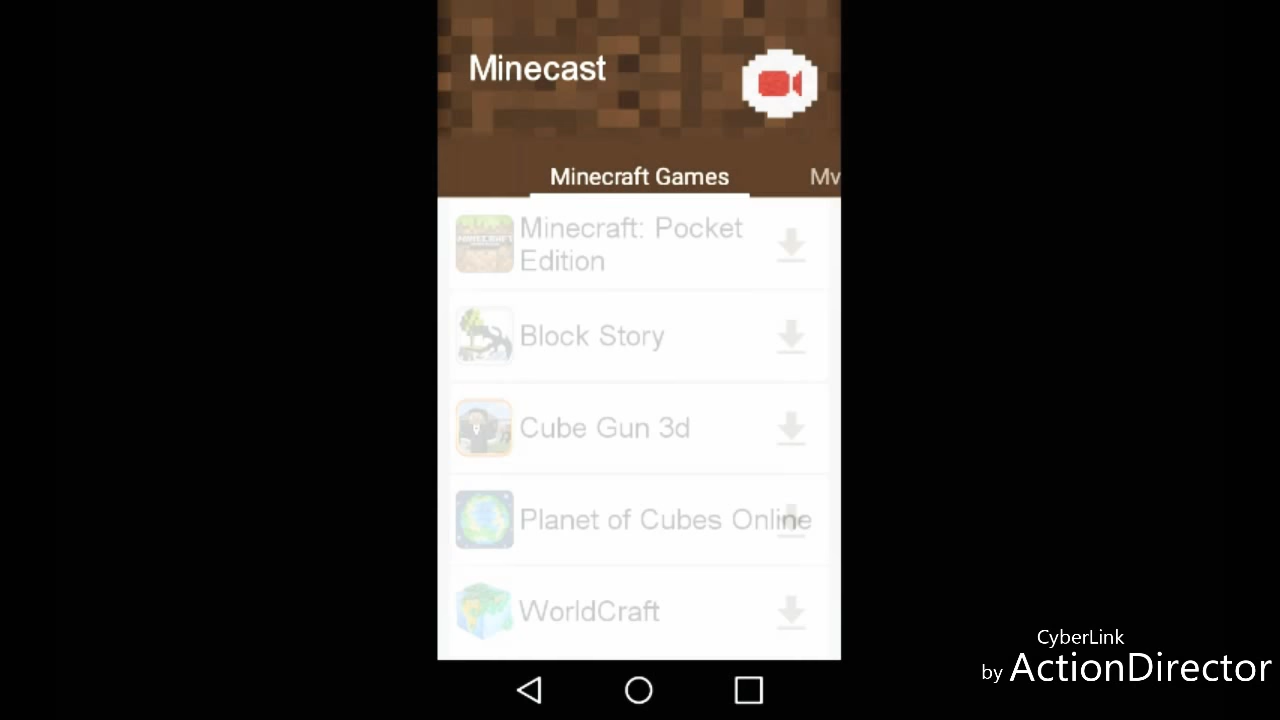 Minecast
Minecraft Games
Minecraft: Pocket
Edition
Block Story
Cube Gun 3d
Planet of Cubes Online
WorldCraft
CyberLink
by ActionDirector